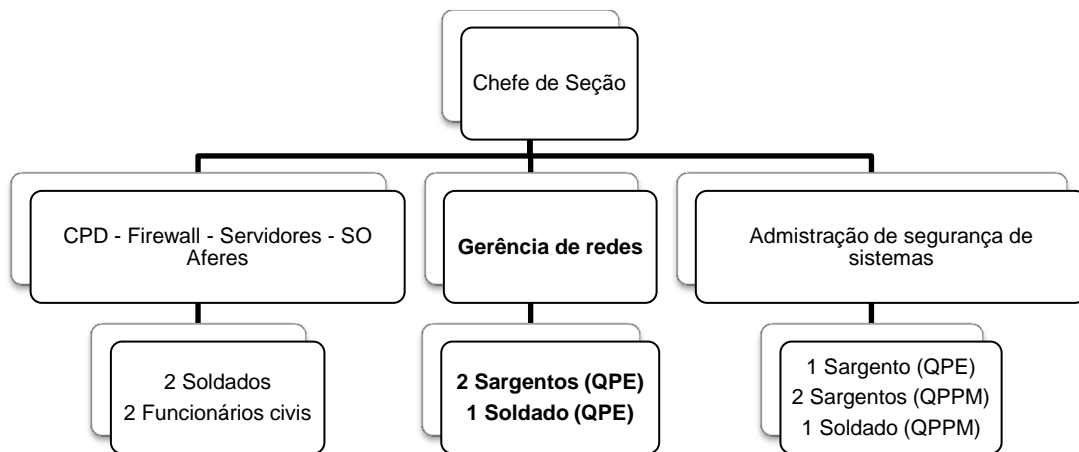 Chefe de Seção
CPD - Firewall - Servidores - SO
Aferes
Gerência de redes
Admistração de segurança de
sistemas
2 Soldados
2 Funcionários civis
2 Sargentos (QPE)
1 Soldado (QPE)
1 Sargento (QPE)
2 Sargentos (QPPM)
1 Soldado (QPPM)